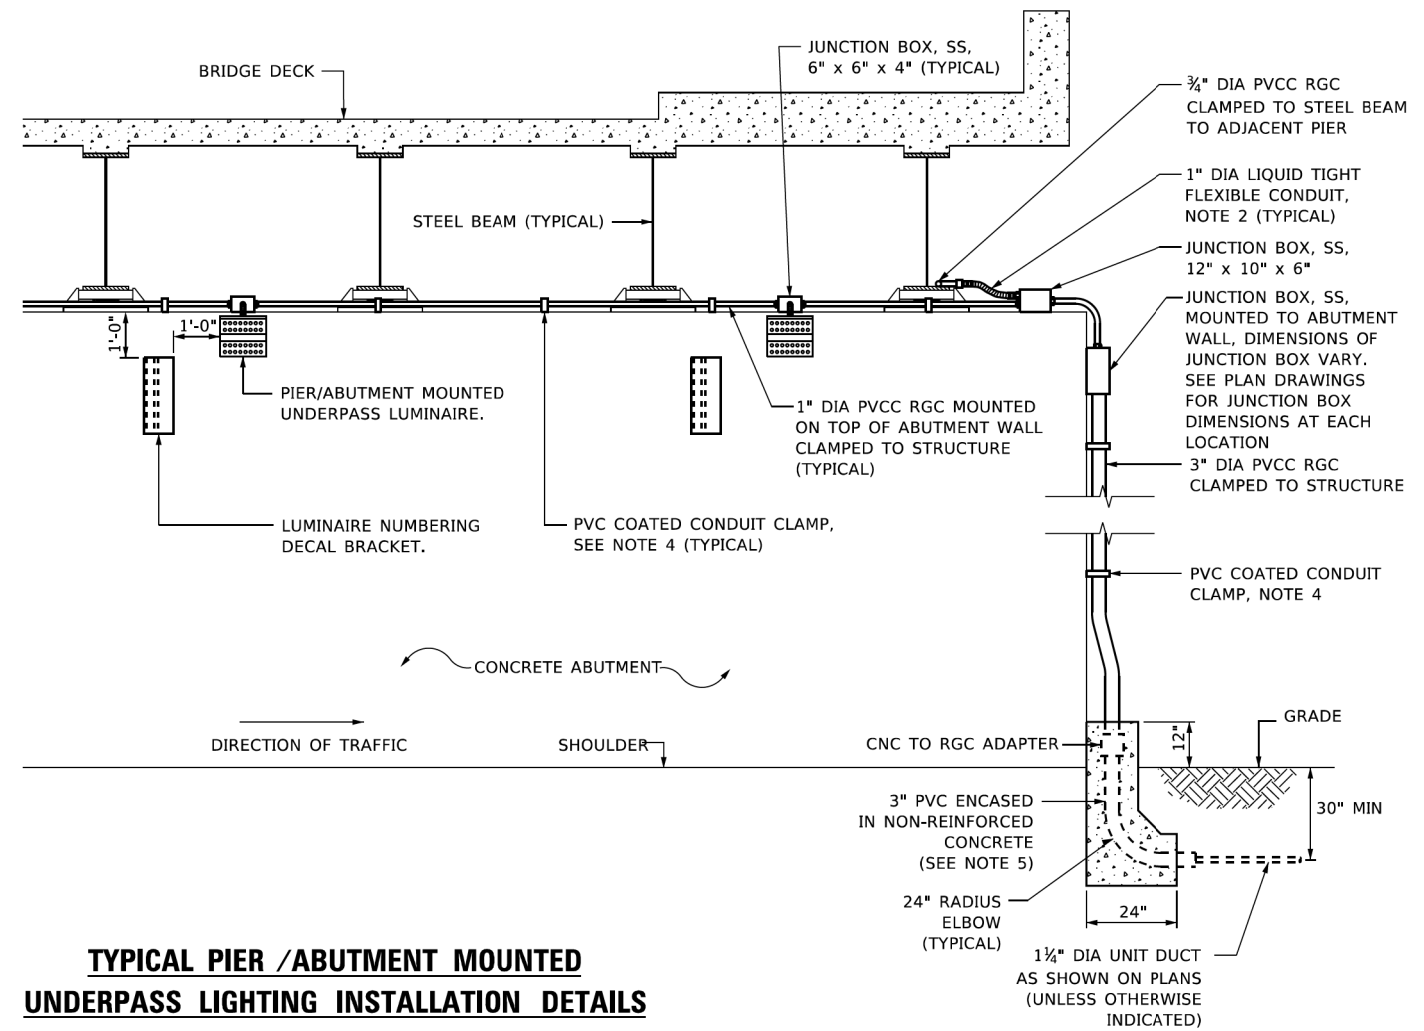 BRIDGE DECK
JUNCTION BOX, SS,
6" x 6" x 4" (TYPICAL)
¾" DIA PVCC RGC
CLAMPED TO STEEL BEAM
TO ADJACENT PIER
1" DIA LIQUID TIGHT
FLEXIBLE CONDUIT,
NOTE 2 (TYPICAL)
STEEL BEAM (TYPICAL)
JUNCTION BOX, SS,
12" x 10" x 6"
JUNCTION BOX, SS,
MOUNTED TO ABUTMENT
WALL, DIMENSIONS OF
JUNCTION BOX VARY.
SEE PLAN DRAWINGS
FOR JUNCTION BOX
DIMENSIONS AT EACH
LOCATION
1'-0"
1'-0"
PIER/ABUTMENT MOUNTED
UNDERPASS LUMINAIRE.
1" DIA PVCC RGC MOUNTED
ON TOP OF ABUTMENT WALL
CLAMPED TO STRUCTURE
(TYPICAL)
3" DIA PVCC RGC
CLAMPED TO STRUCTURE
LUMINAIRE NUMBERING
DECAL BRACKET.
PVC COATED CONDUIT CLAMP,
SEE NOTE 4 (TYPICAL)
PVC COATED CONDUIT
CLAMP, NOTE 4
CONCRETE ABUTMENT
DIRECTION OF TRAFFIC
SHOULDER
CNC TO RGC ADAPTER
12"
GRADE
3" PVC ENCASED
IN NON-REINFORCED
CONCRETE
(SEE NOTE 5)
30" MIN
24" RADIUS
ELBOW
(TYPICAL)
24"
1¼" DIA UNIT DUCT
AS SHOWN ON PLANS
(UNLESS OTHERWISE
INDICATED)
TYPICAL PIER /ABUTMENT MOUNTED
UNDERPASS LIGHTING INSTALLATION DETAILS